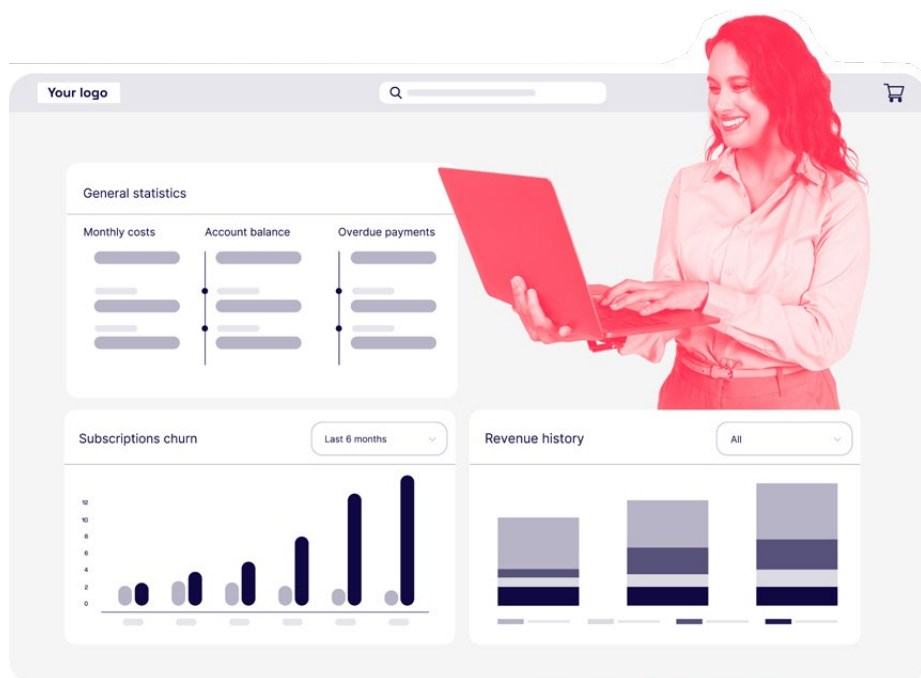 Your logo
General statistics
Monthly costs Account balance Overdue payments
Subscriptions churn Last 6 months
Revenue history All
12
10
8
6
4
2
0